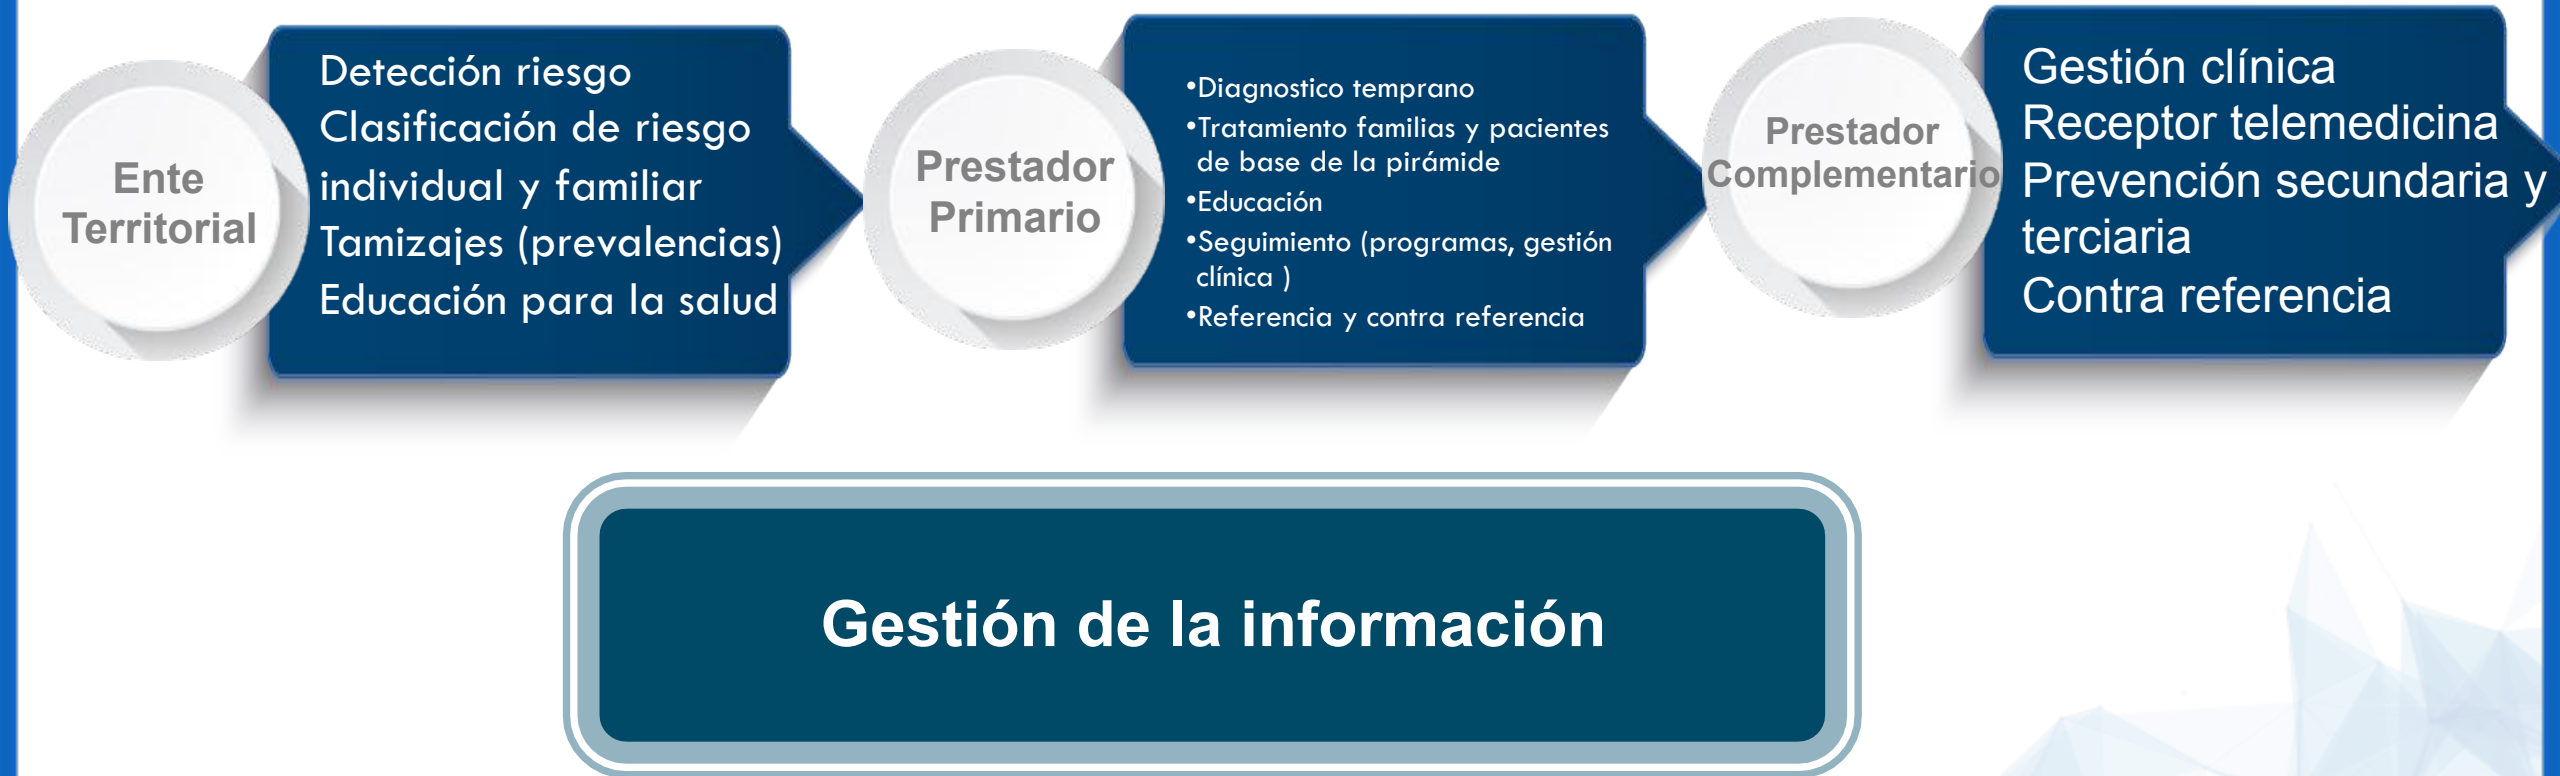 Ente
Territorial
Detección riesgo
Clasificación de riesgo
individual y familiar
Tamizajes (prevalencias)
Educación para la salud
Prestador
Primario
•Diagnostico temprano
•Tratamiento familias y pacientes
de base de la pirámide
•Educación
•Seguimiento (programas, gestión
clínica )
•Referencia y contra referencia
Prestador
Complementario
Gestión clínica
Receptor telemedicina
Prevención secundaria y
terciaria
Contra referencia
Gestión de la información